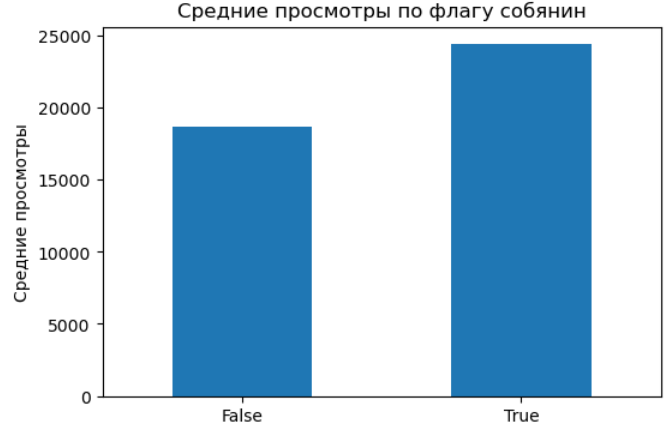 Средние просмотры по флагу собянин
Средние просмотры
25000
20000
15000
10000
5000
0
False
True